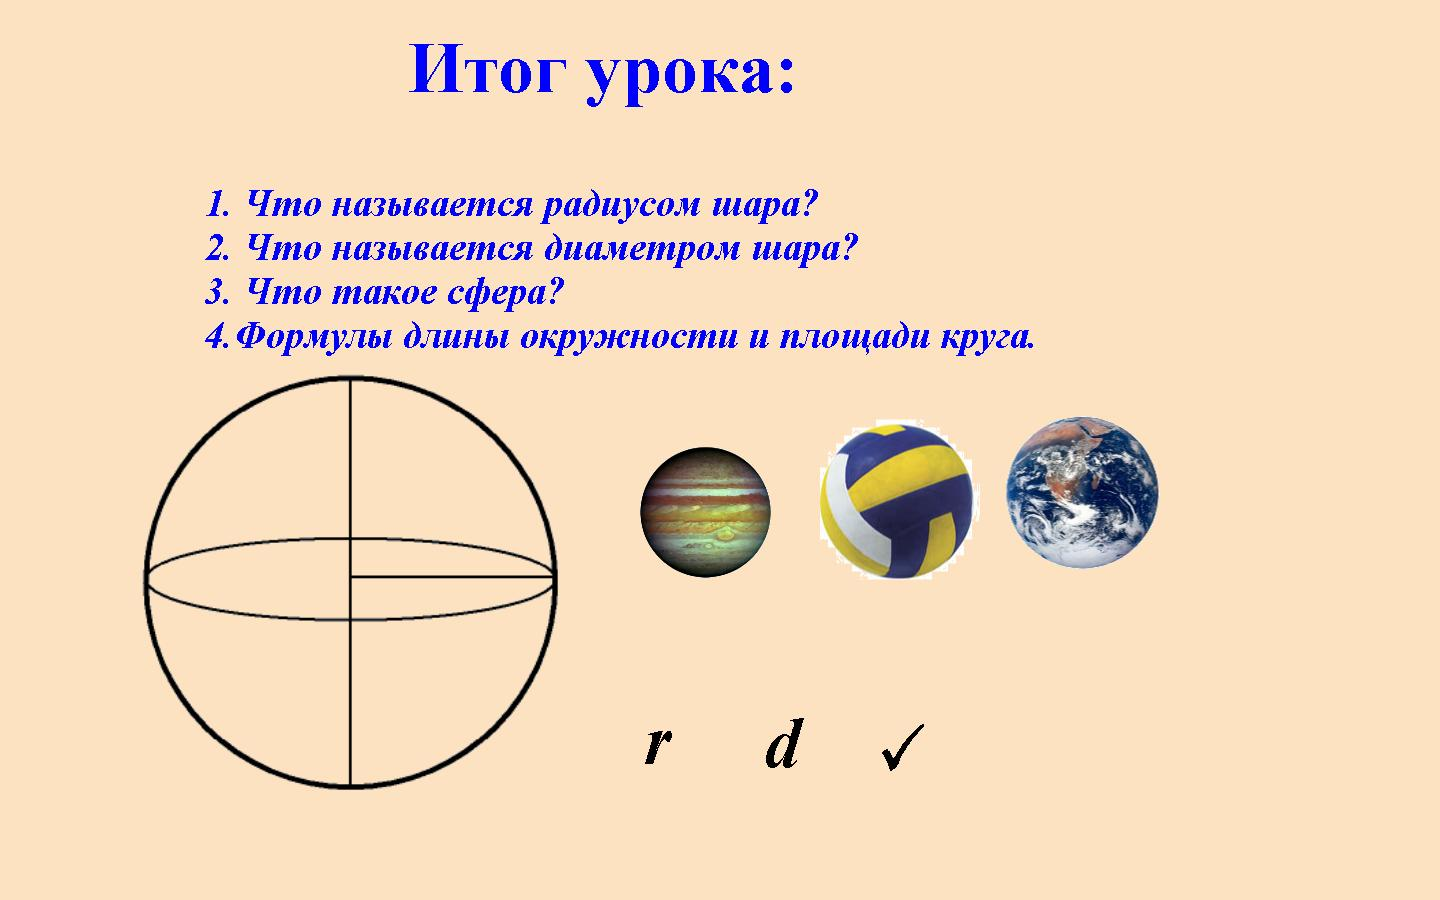 Итог урока:
1. Что называется радиусом шара?
2. Что называется диаметром шара?
3. Что такое сфера?
4. Формулы длины окружности и площади круга.
r d ✓